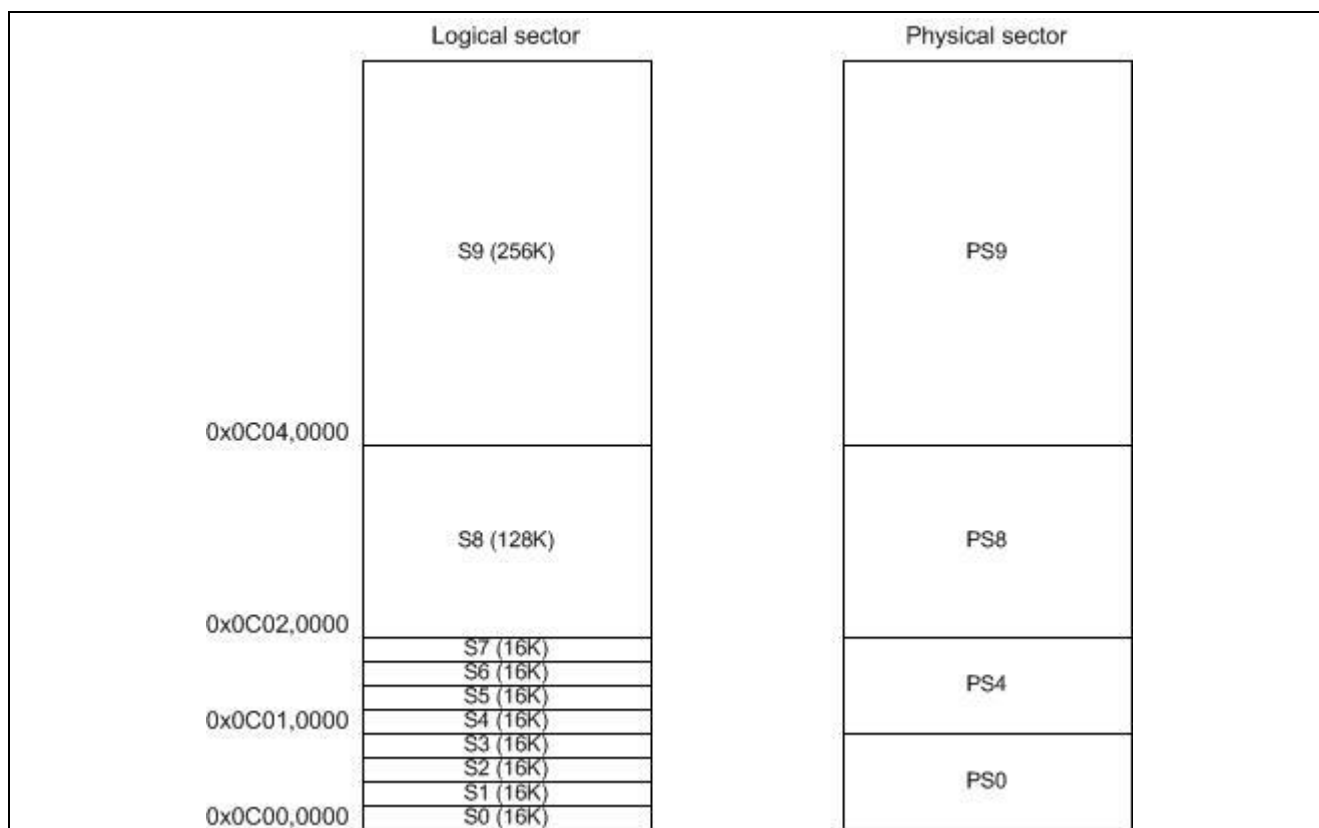 Logical sector
Physical sector
S9 (256K)
PS9
0x0C04,0000
S8 (128K)
PS8
0x0C02,0000
S7 (16K)
S6 (16K)
S5 (16K)
PS4
0x0C01,0000
S4 (16K)
S3 (16K)
S2 (16K)
PS0
S1 (16K)
0x0C00,0000
S0 (16K)